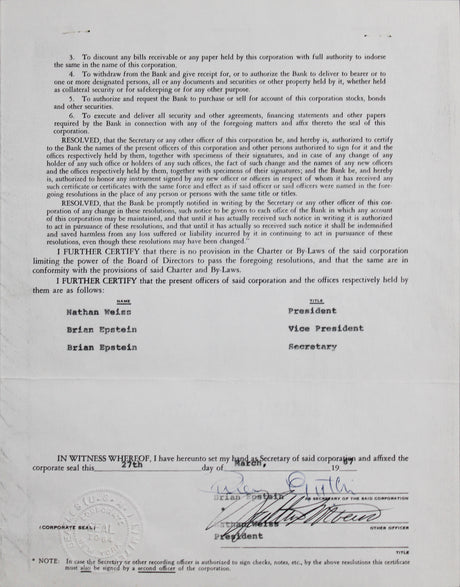 3. To discount any bills receivable or any paper held by this corporation with full authority to indorse
the same in the name of this corporation.
4. To withdraw from the Bank and give receipt for, or to authorize the Bank to deliver to bearer or to
one or more designated persons, all or any documents and securities or other property held by it, whether held
as collateral security or for safekeeping or for any other purpose.
5. To authorize and request the Bank to purchase or sell for account of this corporation stocks, bonds
and other securities.
6. To execute and deliver all security and other agreements, financing statements and other papers
required by the Bank in connection with any of the foregoing matters and affix thereto the seal of this
corporation.
RESOLVED, that the Secretary or any other officer of this corporation be, and hereby is, authorized to certify
to the Bank the names of the present officers of this corporation and other persons authorized to sign for it and the
offices respectively held by them, together with specimens of their signatures, and in case of any change of any
holder of any such office or holders of any such offices, the fact of such change and the names of any new officers
and the offices respectively held by them, together with specimens of their signatures; and the Bank be, and hereby
is, authorized to honor any instrument signed by any new officer or officers in respect of whom it has received any
such certificate or certificates with the same force and effect as if said officer or said officers were named in the fore-
going resolutions in the place of any person or persons with the same title or titles.
RESOLVED, that the Bank be promptly notified in writing by the Secretary or any other officer of this cor-
poration of any change in these resolutions, such notice to be given to each office of the Bank in which any account
of this corporation may be maintained, and that until it has actually received such notice in writing it is authorized
to act in pursuance of these resolutions, and that until it has actually so received such notice it shall be indemnified
and saved harmless from any loss suffered or liability incurred by it in continuing to act in pursuance of these
resolutions, even though these resolutions may have been changed."
I FURTHER CERTIFY that there is no provision in the Charter or By-Laws of the said corporation
limiting the power of the Board of Directors to pass the foregoing resolutions, and that the same are in
conformity with the provisions of said Charter and By-Laws.
I FURTHER CERTIFY that the present officers of said corporation and the offices respectively held by
them are as follows:
NAME TITLE
Nathan Weiss President
Brian Epstein Vice President
Brian Epstein Secretary
IN WITNESS WHEREOF, I have hereunto set my hand as Secretary of said corporation and affixed the
corporate seal this 27th day of March, 1967
Brian Epstein
Brian Epstein AS SECRETARY OF THE SAID CORPORATION
(CORPORATE SEAL)
Nathan Weiss OTHER OFFICER
President
TITLE
* NOTE: In case the Secretary or other recording officer is authorized to sign checks, notes, etc., by the above resolutions this certificate
must also be signed by a second officer of the corporation.